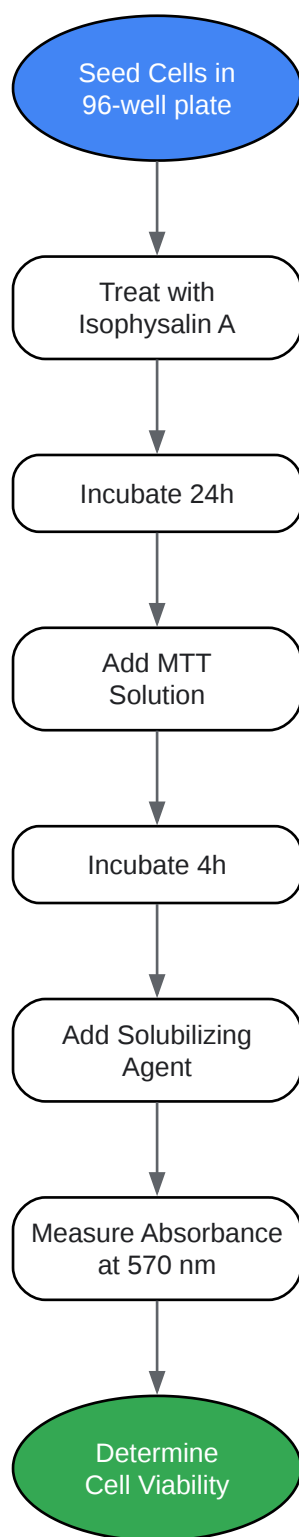 Seed Cells in
96-well plate
Treat with
Isophysalin A
Incubate 24h
Add MTT
Solution
Incubate 4h
Add Solubilizing
Agent
Measure Absorbance
at 570 nm
Determine
Cell Viability